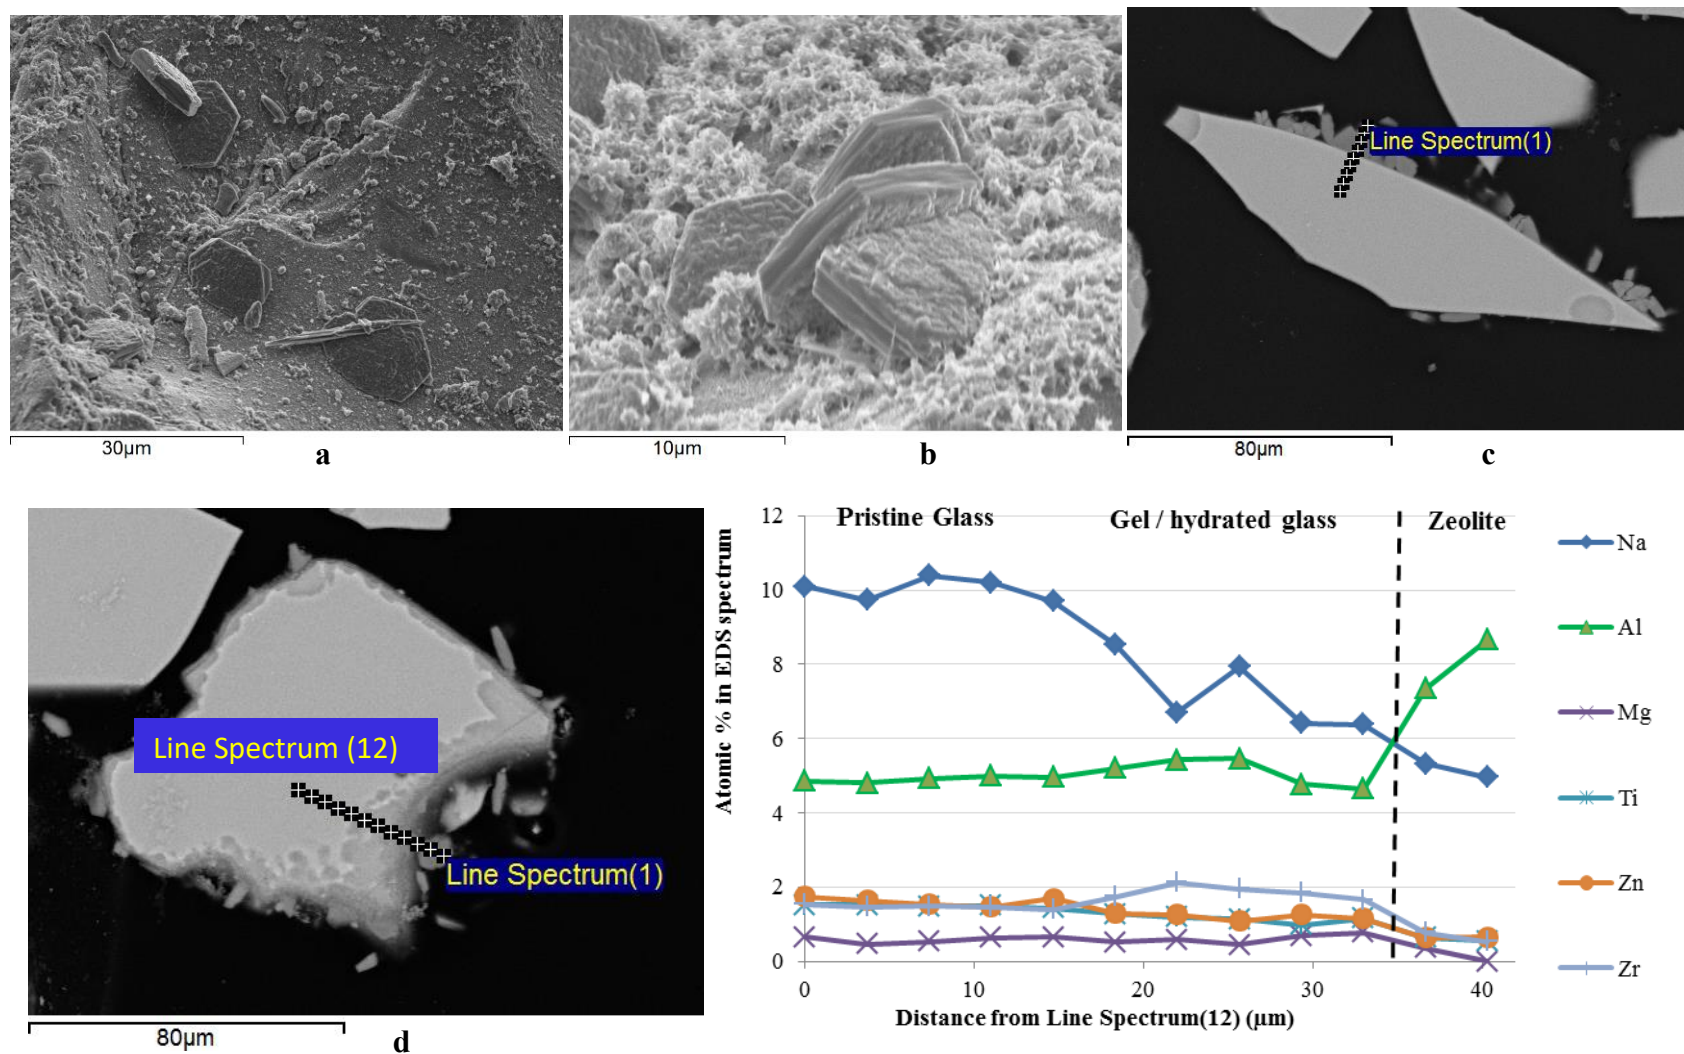 30µm
a
10µm
b
Line Spectrum(1)
80µm
c
Line Spectrum (12)
Line Spectrum(1)
80µm
d
Pristine Glass
Gel / hydrated glass
Zeolite
Atomic % in EDS spectrum
12
10
8
6
4
2
0
0
10
20
30
40
Distance from Line Spectrum(12) (µm)
Na
Al
Mg
Ti
Zn
Zr